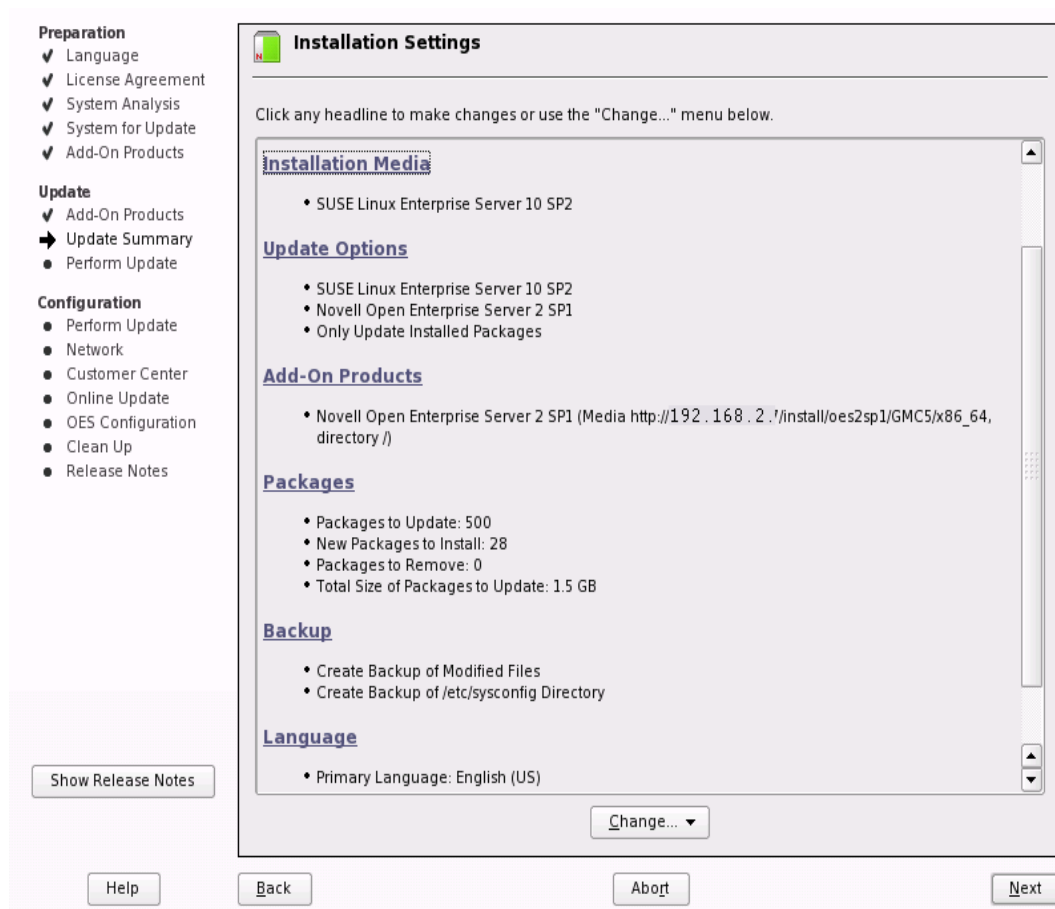 Preparation
Language
License Agreement
System Analysis
System for Update
Add-On Products
Update
Add-On Products
Update Summary
Perform Update
Configuration
Perform Update
Network
Customer Center
Online Update
OES Configuration
Clean Up
Release Notes
Show Release Notes
N
Installation Settings
Click any headline to make changes or use the "Change..." menu below.
Installation Media
• SUSE Linux Enterprise Server 10 SP2
Update Options
• SUSE Linux Enterprise Server 10 SP2
• Novell Open Enterprise Server 2 SP1
• Only Update Installed Packages
Add-On Products
• Novell Open Enterprise Server 2 SP1 (Media http://192.168.2. /install/oes2sp1/GMC5/x86_64,
directory /)
Packages
• Packages to Update: 500
• New Packages to Install: 28
• Packages to Remove: 0
• Total Size of Packages to Update: 1.5 GB
Backup
• Create Backup of Modified Files
• Create Backup of /etc/sysconfig Directory
Language
• Primary Language: English (US)
Change...
Help
Back
Abort
Next